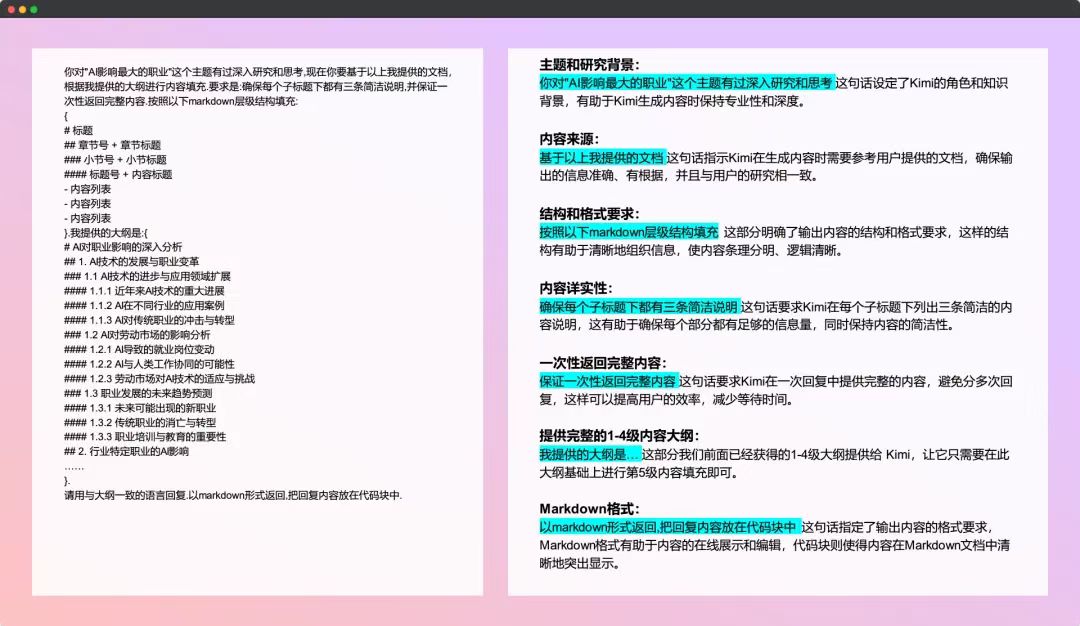 你对"AI影响最大的职业"这个主题有过深入研究和思考,现在你要基于以上我提供的文档,
根据我提供的大纲进行内容填充.要求是:确保每个子标题下都有三条简洁说明,并保证一
次性返回完整内容.按照以下markdown层级结构填充:
{
# 标题
## 章节号 + 章节标题
### 小节号 + 小节标题
#### 标题号 + 内容标题
- 内容列表
- 内容列表
- 内容列表
}.我提供的大纲是:{
# AI对职业影响的深入分析
## 1. AI技术的发展与职业变革
### 1.1 AI技术的进步与应用领域扩展
#### 1.1.1 近年来AI技术的重大进展
#### 1.1.2 AI在不同行业的应用案例
#### 1.1.3 AI对传统职业的冲击与转型
### 1.2 AI对劳动市场的影响分析
#### 1.2.1 AI导致的就业岗位变动
#### 1.2.2 AI与人类工作协同的可能性
#### 1.2.3 劳动市场对AI技术的适应与挑战
### 1.3 职业发展的未来趋势预测
#### 1.3.1 未来可能出现的新职业
#### 1.3.2 传统职业的消亡与转型
#### 1.3.3 职业培训与教育的重要性
## 2. 行业特定职业的AI影响
……
}.
请用与大纲一致的语言回复.以markdown形式返回,把回复内容放在代码块中.
主题和研究背景：
你对"AI影响最大的职业"这个主题有过深入研究和思考 这句话设定了Kimi的角色和知识
背景，有助于Kimi生成内容时保持专业性和深度。
内容来源：
基于以上我提供的文档 这句话指示Kimi在生成内容时需要参考用户提供的文档，确保输
出的信息准确、有根据，并且与用户的研究相一致。
结构和格式要求：
按照以下markdown层级结构填充 这部分明确了输出内容的结构和格式要求，这样的结
构有助于清晰地组织信息，使内容条理分明、逻辑清晰。
内容详实性：
确保每个子标题下都有三条简洁说明 这句话要求Kimi在每个子标题下列出三条简洁的内
容说明，这有助于确保每个部分都有足够的信息量，同时保持内容的简洁性。
一次性返回完整内容：
保证一次性返回完整内容 这句话要求Kimi在一次回复中提供完整的内容，避免分多次回
复，这样可以提高用户的效率，减少等待时间。
提供完整的1-4级内容大纲：
我提供的大纲是… 这部分我们前面已经获得的1-4级大纲提供给 Kimi，让它只需要在此
大纲基础上进行第5级内容填充即可。
Markdown格式：
以markdown形式返回,把回复内容放在代码块中 这句话指定了输出内容的格式要求，
Markdown格式有助于内容的在线展示和编辑，代码块则使得内容在Markdown文档中清
晰地突出显示。